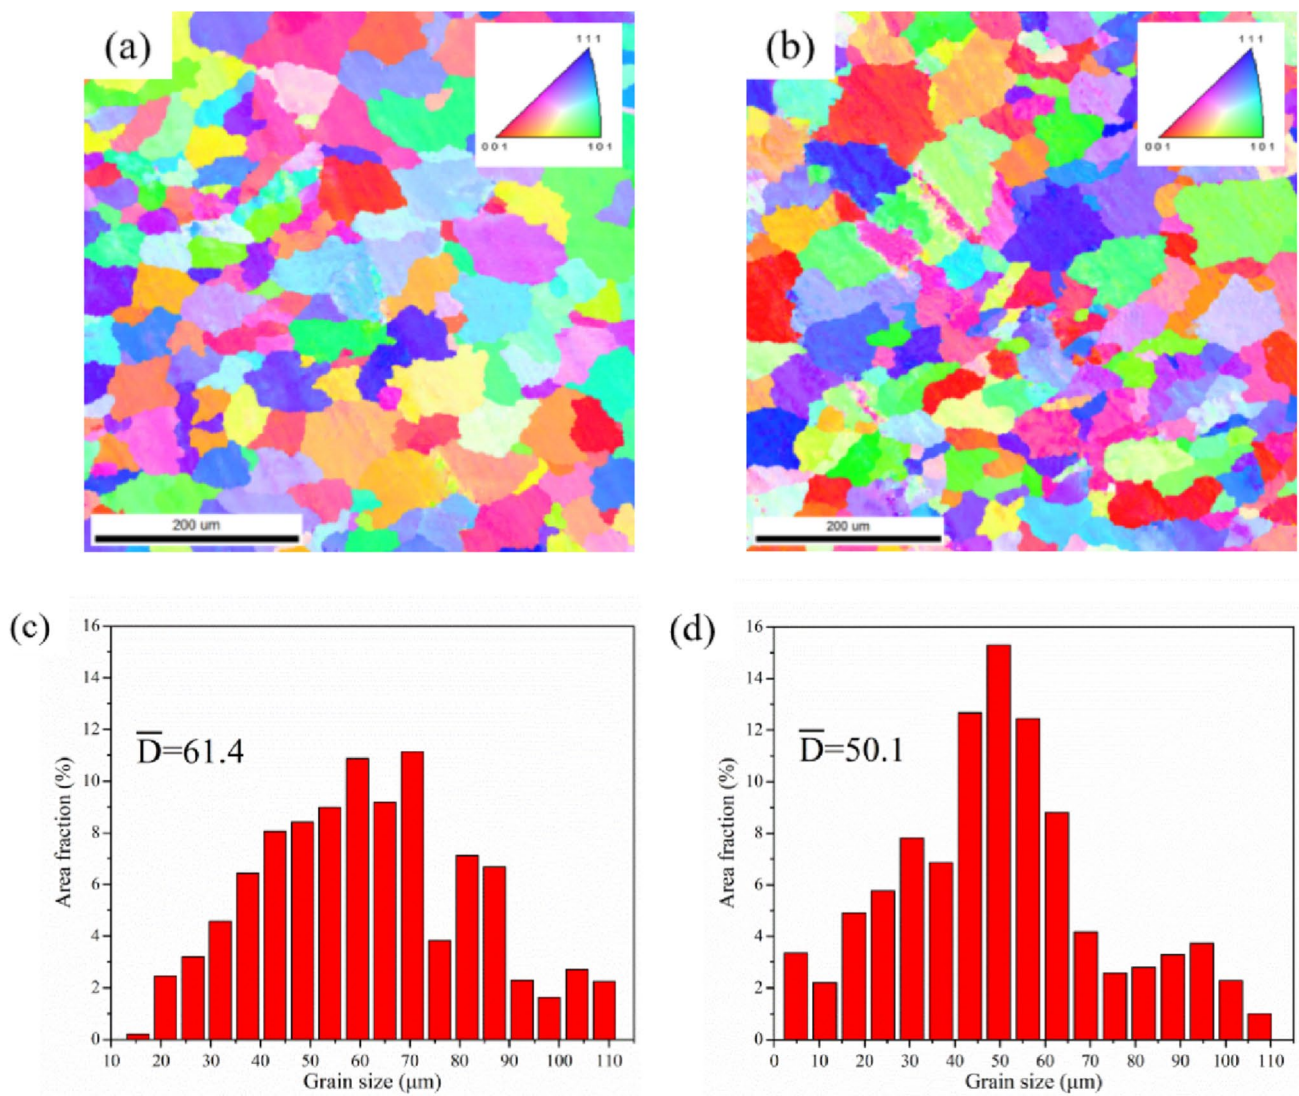 (a)
111
001
101
200 um
(b)
111
001
101
200 um
(c)
16
14
12
10
8
6
4
2
0
D̅=61.4
Area fraction (%)
10 20 30 40 50 60 70 80 90 100 110
Grain size (μm)
(d)
16
14
12
10
8
6
4
2
0
D̅=50.1
Area fraction (%)
0 10 20 30 40 50 60 70 80 90 100 110
Grain size (μm)